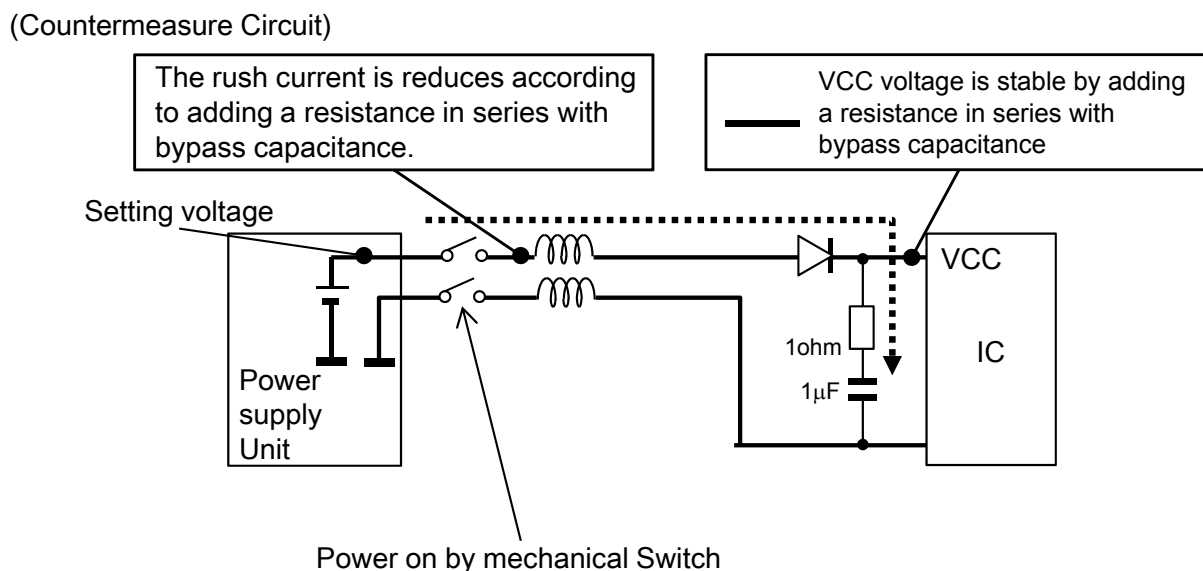 (Countermeasure Circuit)
The rush current is reduces according
to adding a resistance in series with
bypass capacitance.
VCC voltage is stable by adding
a resistance in series with
bypass capacitance
Setting voltage
VCC
IC
1ohm
1μF
Power
supply
Unit
Power on by mechanical Switch